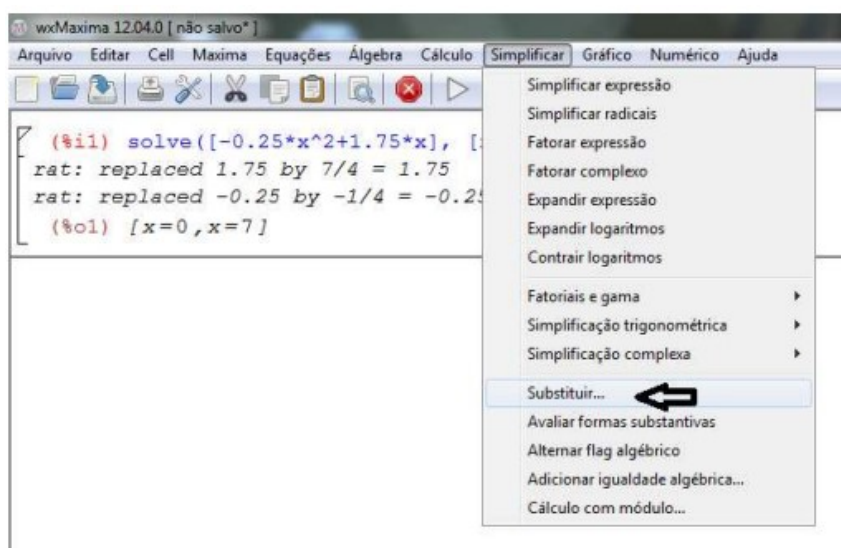 wxMaxima 12.04.0 [ não salvo* ]
Arquivo Editar Cell Maxima Equações Álgebra Cálculo Simplificar Gráfico Numérico Ajuda
(%i1) solve([-0.25*x^2+1.75*x], [
rat: replaced 1.75 by 7/4 = 1.75
rat: replaced -0.25 by -1/4 = -0.25
(%o1) [x=0,x=7]
Simplificar expressão
Simplificar radicais
Fatorar expressão
Fatorar complexo
Expandir expressão
Expandir logaritmos
Contrair logaritmos
Fatoriais e gama
Simplificação trigonométrica
Simplificação complexa
Substituir...
Avaliar formas substantivas
Alternar flag algébrico
Adicionar igualdade algébrica...
Cálculo com módulo...